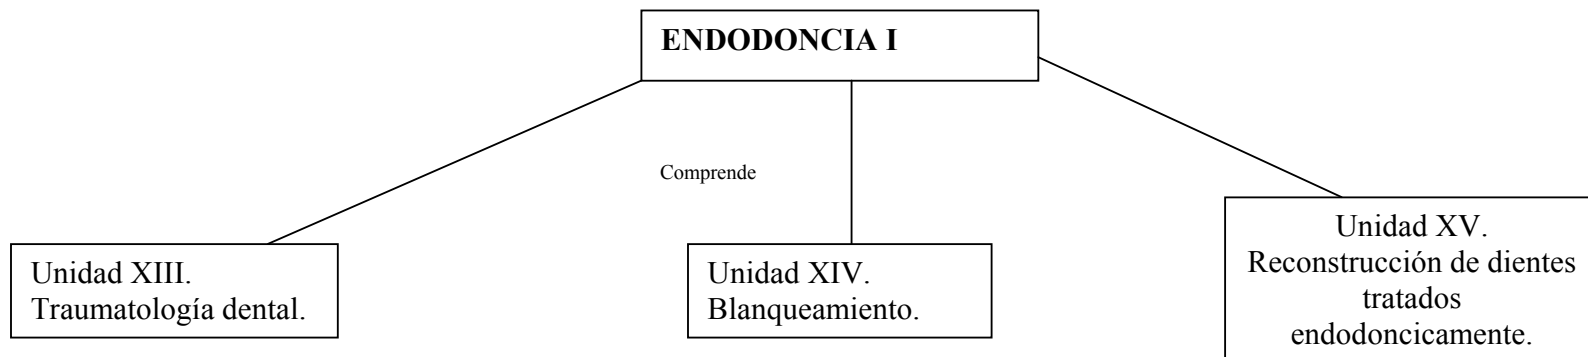 ENDODONCIA I
Comprende
Unidad XIII.
Traumatología dental.
Unidad XIV.
Blanqueamiento.
Unidad XV.
Reconstrucción de dientes
tratados
endodoncicamente.